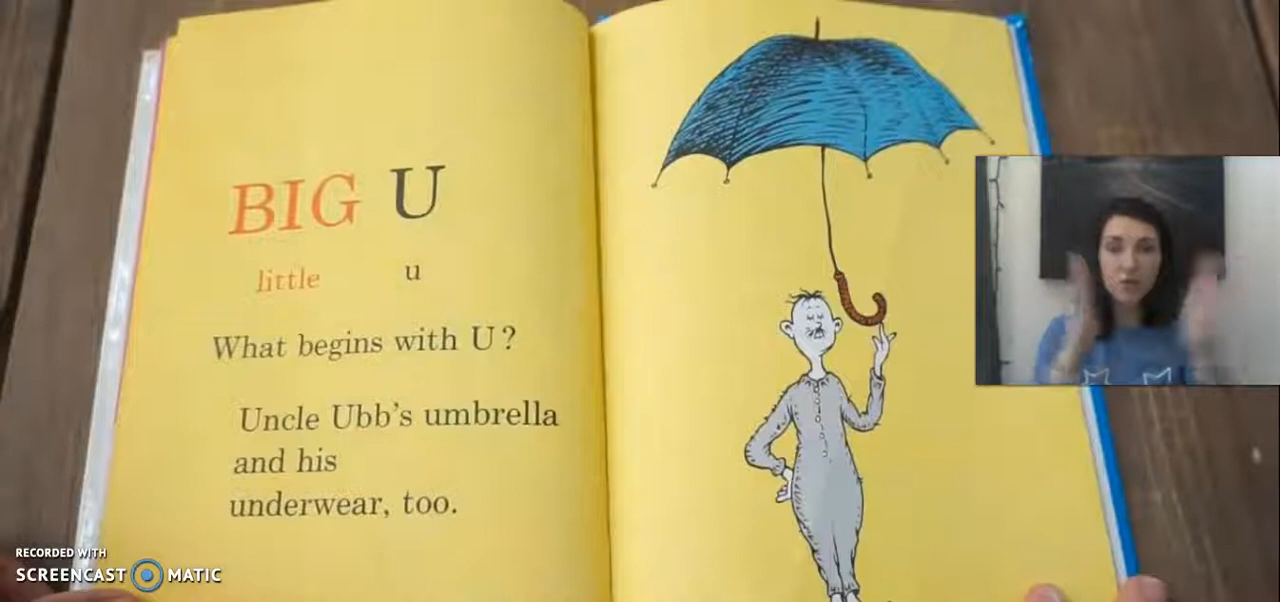 BIG U
little u
What begins with U?
Uncle Ubb's umbrella
and his
underwear, too.
RECORDED WITH
SCREENCAST MATIC